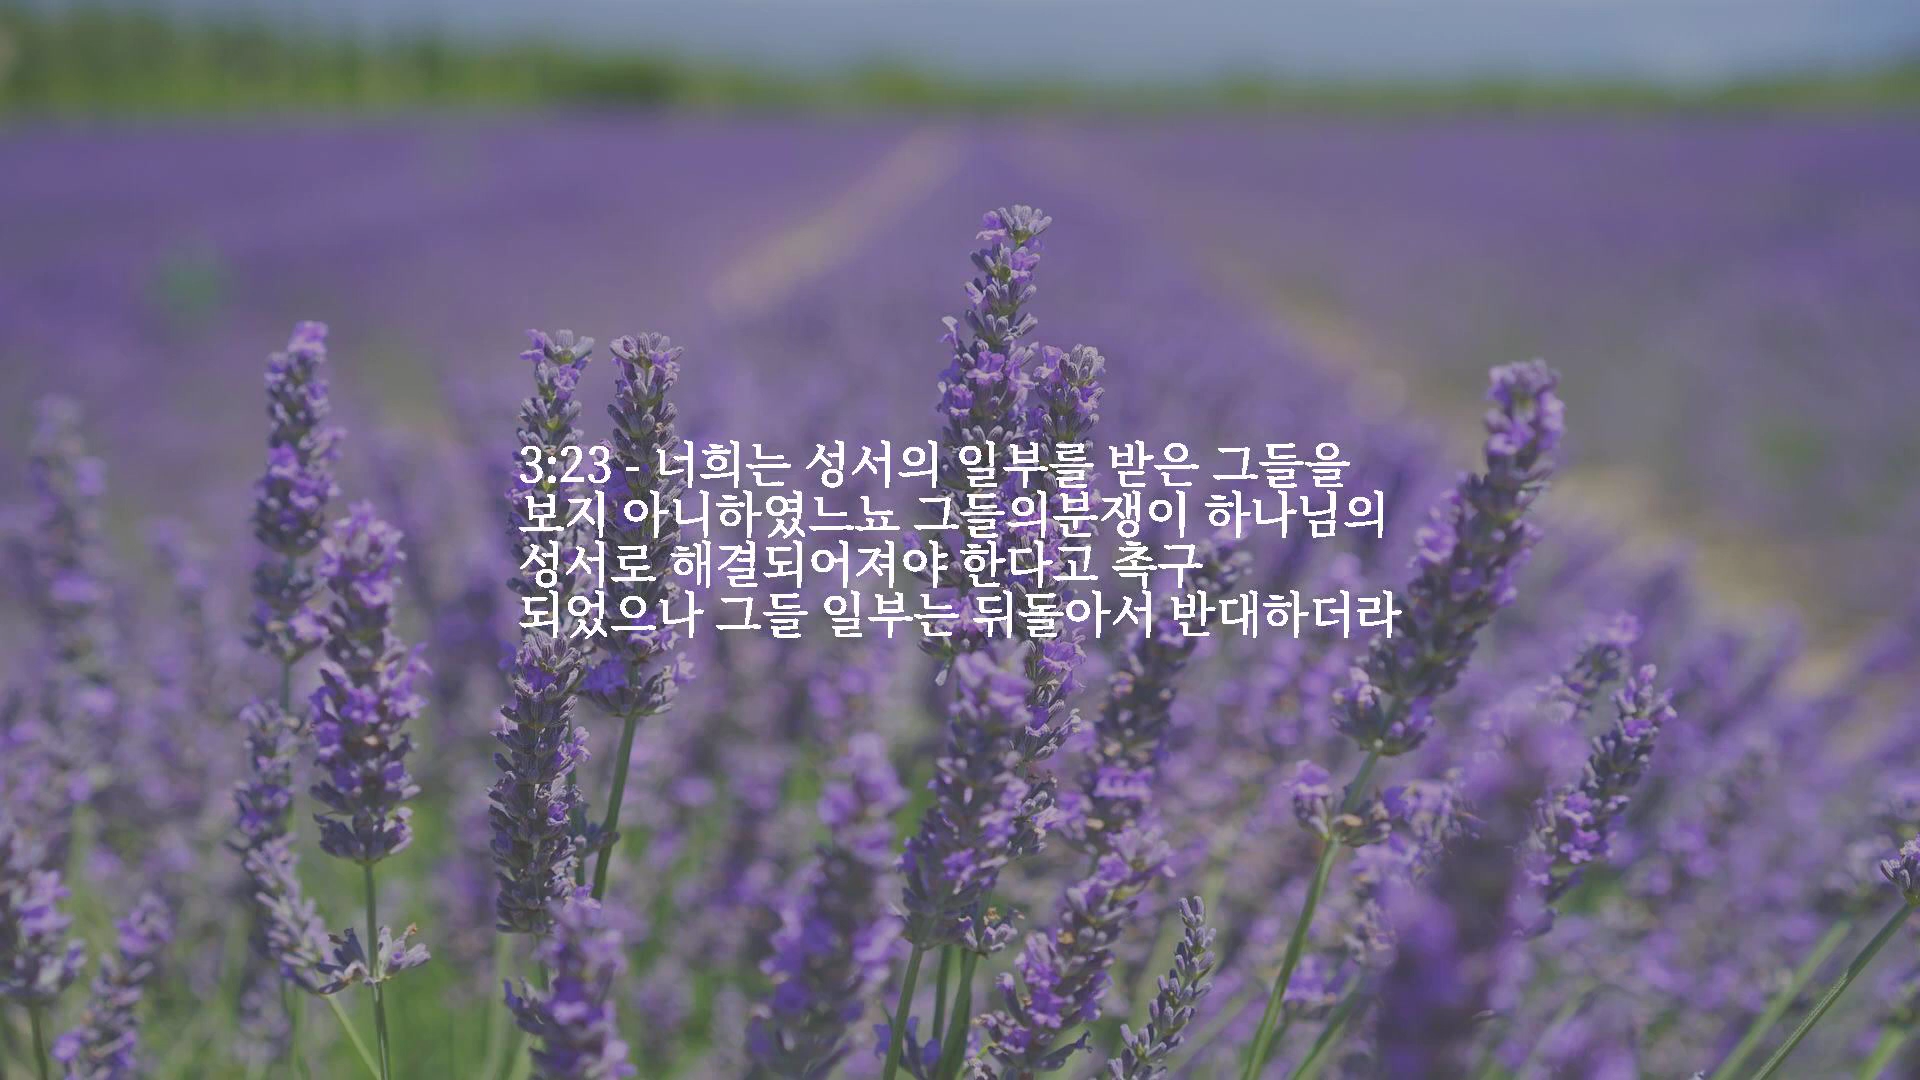 3:23 - 너희는 성서의 일부를 받은 그들을
보지 아니하였느뇨 그들의분쟁이 하나님의
성서로 해결되어져야 한다고 촉구
되었으나 그들 일부는 뒤돌아서 반대하더라